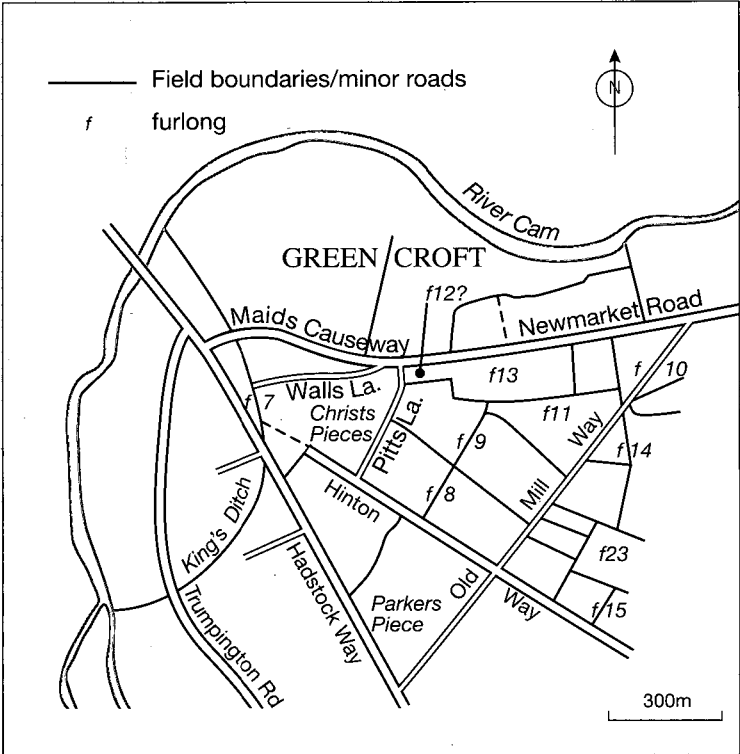 Field boundaries/minor roads
f furlong
N
River Cam
GREEN CROFT
f12?
Maids Causeway
Newmarket Road
f13
f 10
Walls La.
f 7
Christs
Pieces
Pitts La.
f11
f 9
Way
f 14
f 8
Hinton
Mill
King's Ditch
f23
Hadstock Way
Old
Way
f 15
Parkers
Piece
Trumpington Rd
300m